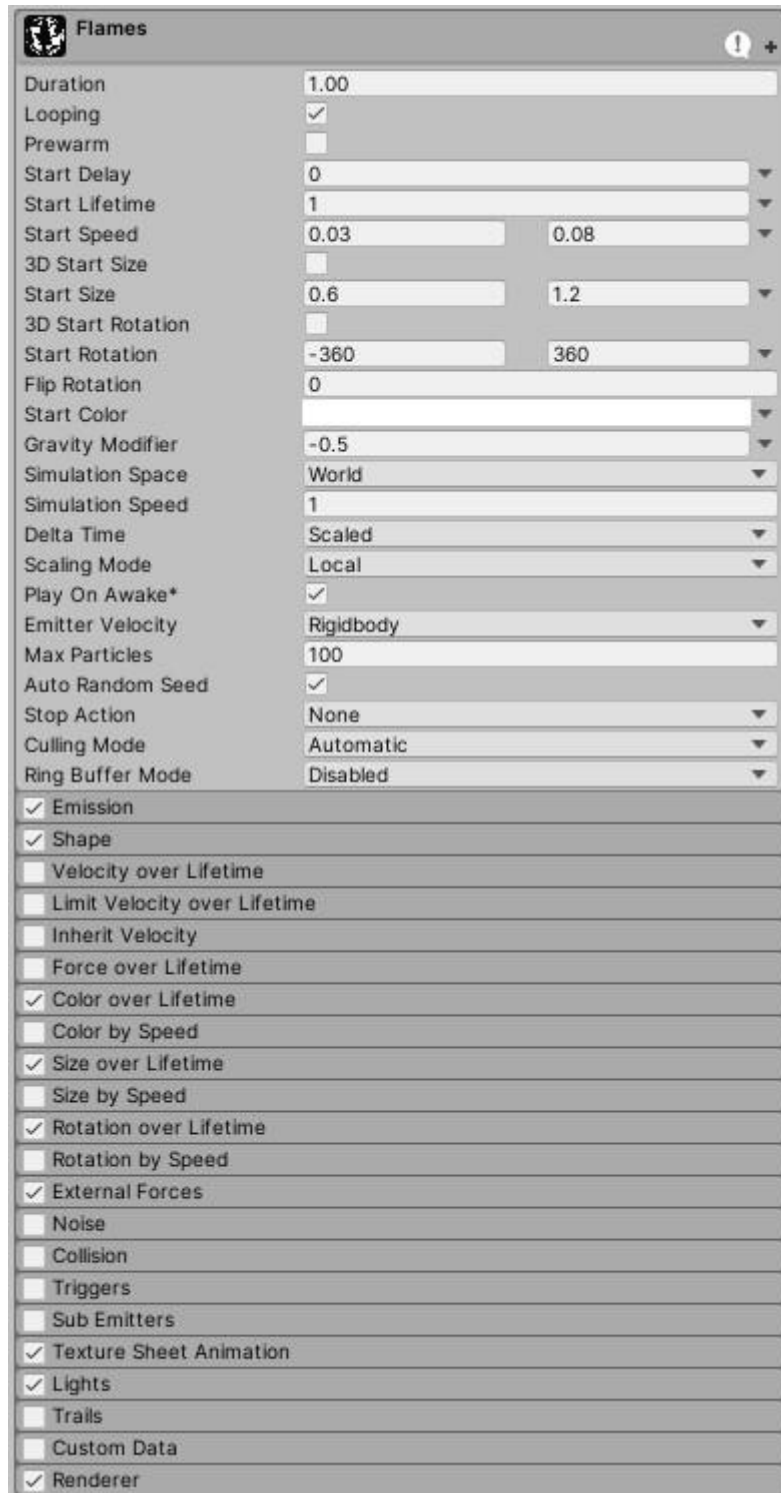 Flames
Duration 1.00
Looping
Prewarm
Start Delay 0
Start Lifetime 1
Start Speed 0.03 0.08
3D Start Size
Start Size 0.6 1.2
3D Start Rotation
Start Rotation -360 360
Flip Rotation 0
Start Color
Gravity Modifier -0.5
Simulation Space World
Simulation Speed 1
Delta Time Scaled
Scaling Mode Local
Play On Awake*
Emitter Velocity Rigidbody
Max Particles 100
Auto Random Seed
Stop Action None
Culling Mode Automatic
Ring Buffer Mode Disabled
Emission
Shape
Velocity over Lifetime
Limit Velocity over Lifetime
Inherit Velocity
Force over Lifetime
Color over Lifetime
Color by Speed
Size over Lifetime
Size by Speed
Rotation over Lifetime
Rotation by Speed
External Forces
Noise
Collision
Triggers
Sub Emitters
Texture Sheet Animation
Lights
Trails
Custom Data
Renderer